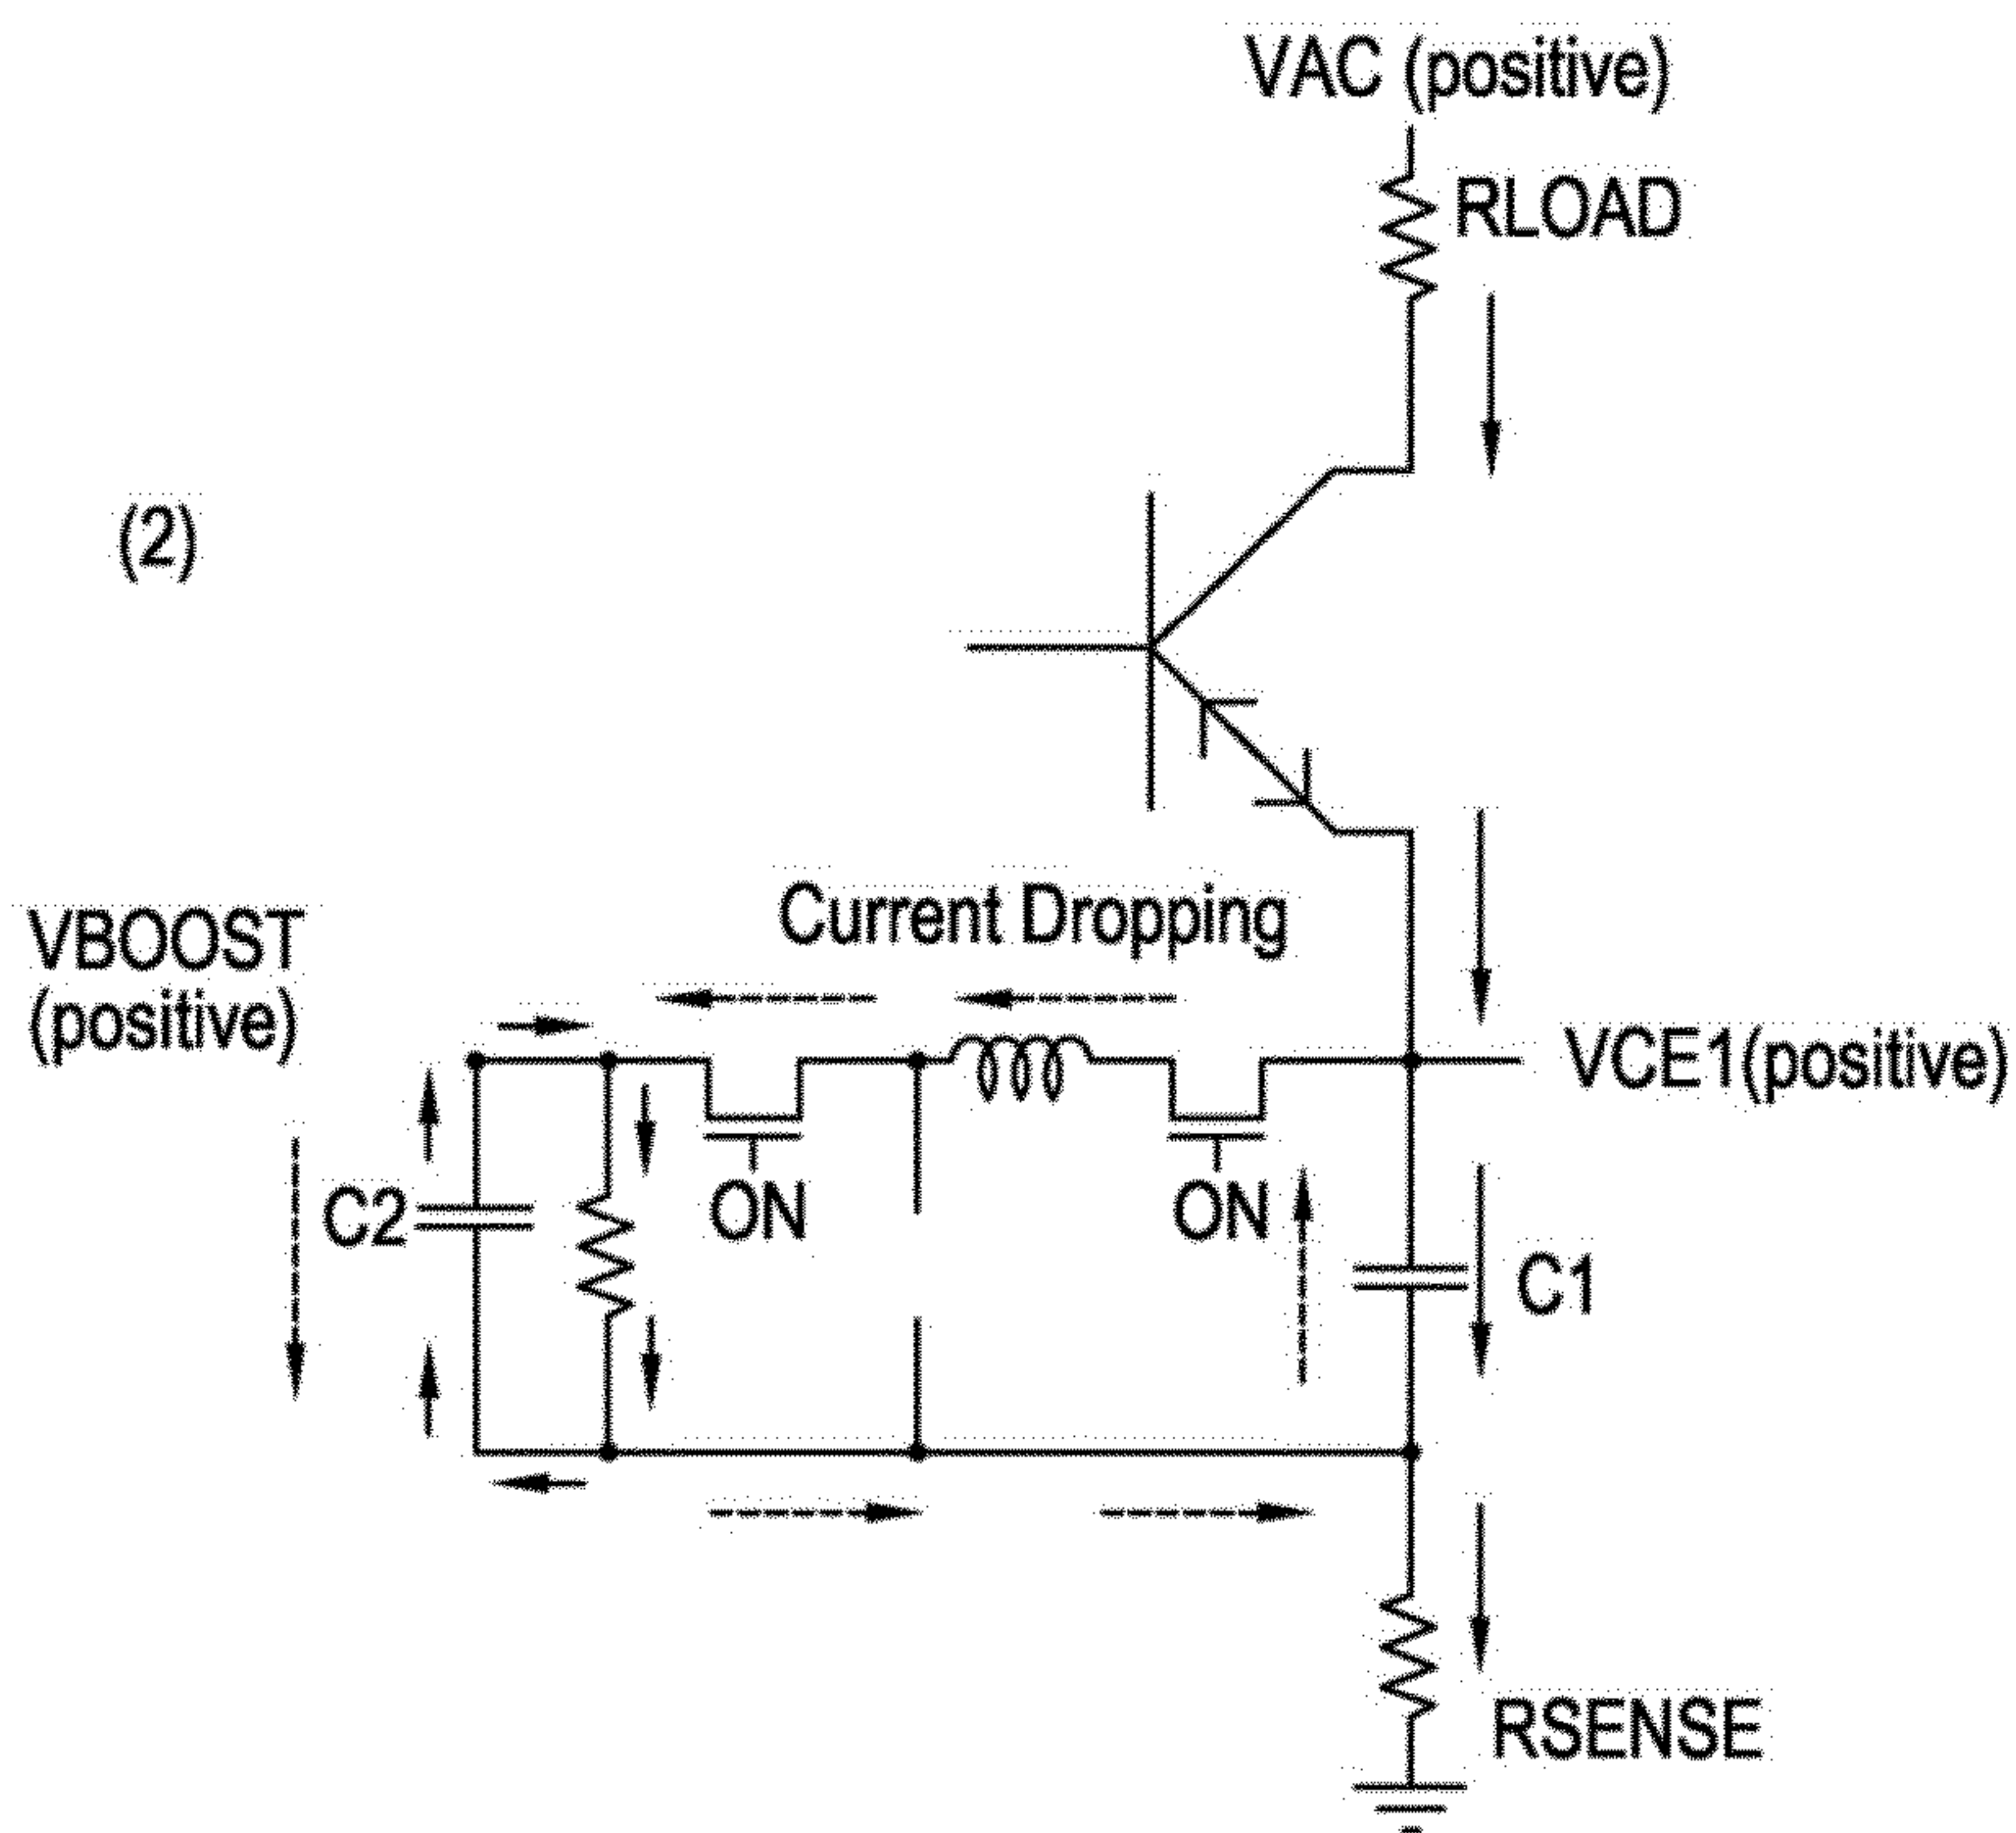 VAC (positive)
RLOAD
(2)
Current Dropping
VBOOST
(positive)
VCE1(positive)
C2
ON
ON
C1
RSENSE